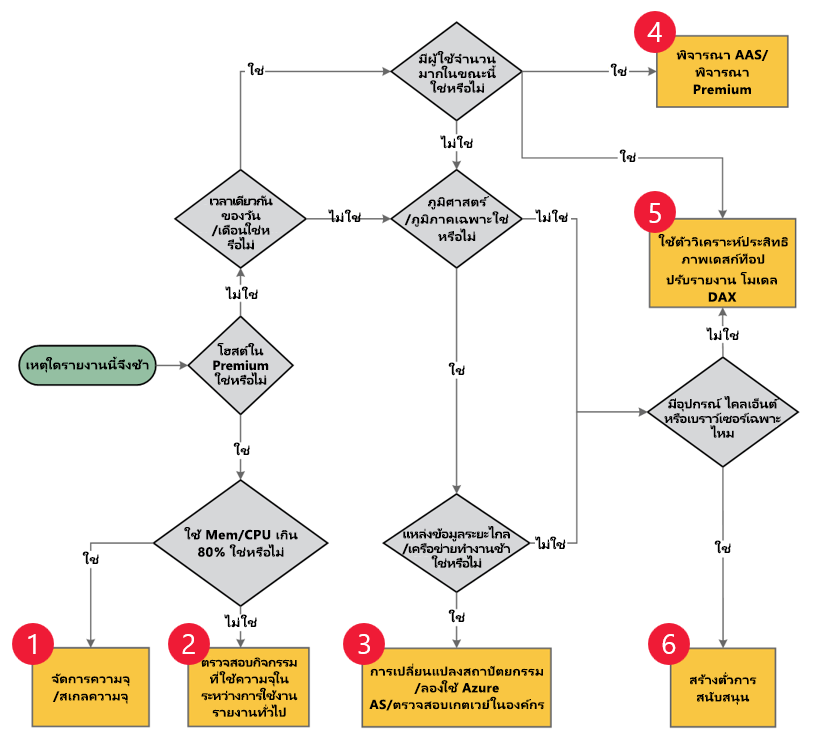 4
พิจารณา AAS/
พิจารณา
Premium
มีผู้ใช้จำนวน
มากในขณะนี้
ใช่หรือไม่
ใช่
ใช่
ไม่ใช่
ใช่
เวลาเดียวกัน
ของวัน
/เดือนใช่ห
รือไม่
ไม่ใช่
ภูมิศาสตร์
/ภูมิภาคเฉพาะใช่
หรือไม่
ไม่ใช่
5
ใช้ตัววิเคราะห์ประสิทธิ
ภาพเดสก์ท็อป
ปรับรายงาน โมเดล
DAX
ไม่ใช่
ไม่ใช่
เหตุใดรายงานนี้จึงช้า
โฮสต์ใน
Premium
ใช่หรือไม่
ใช่
ใช่
มีอุปกรณ์ ไคลเอ็นต์
หรือเบราว์เซอร์เฉพาะ
ไหม
ใช้ Mem/CPU เกิน
80% ใช่หรือไม่
ใช่
ไม่ใช่
แหล่งข้อมูลระยะไกล
/เครือข่ายทำงานช้า
ใช่หรือไม่
ไม่ใช่
ใช่
ใช่
1
จัดการความจุ
/สเกลความจุ
2
ตรวจสอบกิจกรรม
ที่ใช้ความจุใน
ระหว่างการใช้งาน
รายงานทั่วไป
3
การเปลี่ยนแปลงสถาปัตยกรรม
/ลองใช้ Azure
AS/ตรวจสอบเกตเวย์ในองค์กร
6
สร้างตั๋วการ
สนับสนุน